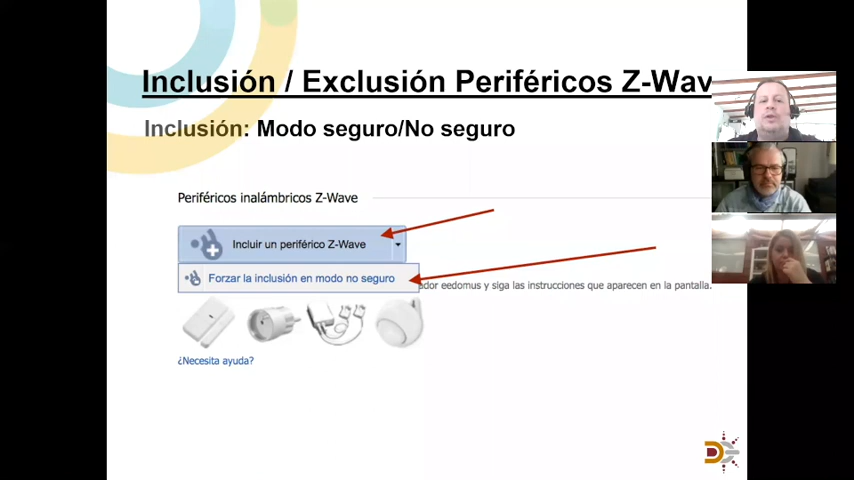 Inclusión / Exclusión Periféricos Z-Wav
Inclusión: Modo seguro/No seguro
Periféricos inalámbricos Z-Wave
Incluir un periférico Z-Wave
Forzar la inclusión en modo no seguro
ador eedomus y siga las instrucciones que aparecen en la pantalla.
¿Necesita ayuda?